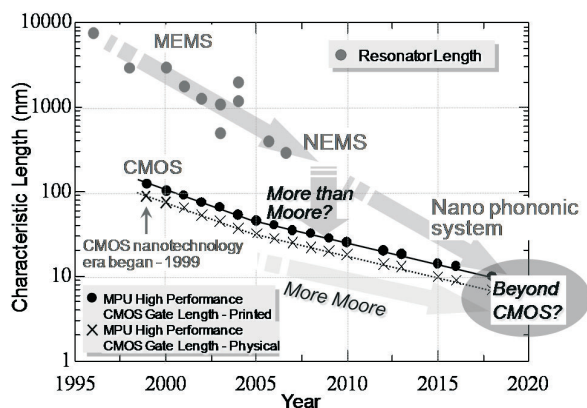 10000
1000
100
10
1
Characteristic Length (nm)
MEMS
Resonator Length
NEMS
CMOS
More than
Moore?
Nano phononic
system
CMOS nanotechnology
era began - 1999
MPU High Performance
CMOS Gate Length - Printed
MPU High Performance
CMOS Gate Length - Physical
More Moore
Beyond
CMOS?
1995 2000 2005 2010 2015 2020
Year